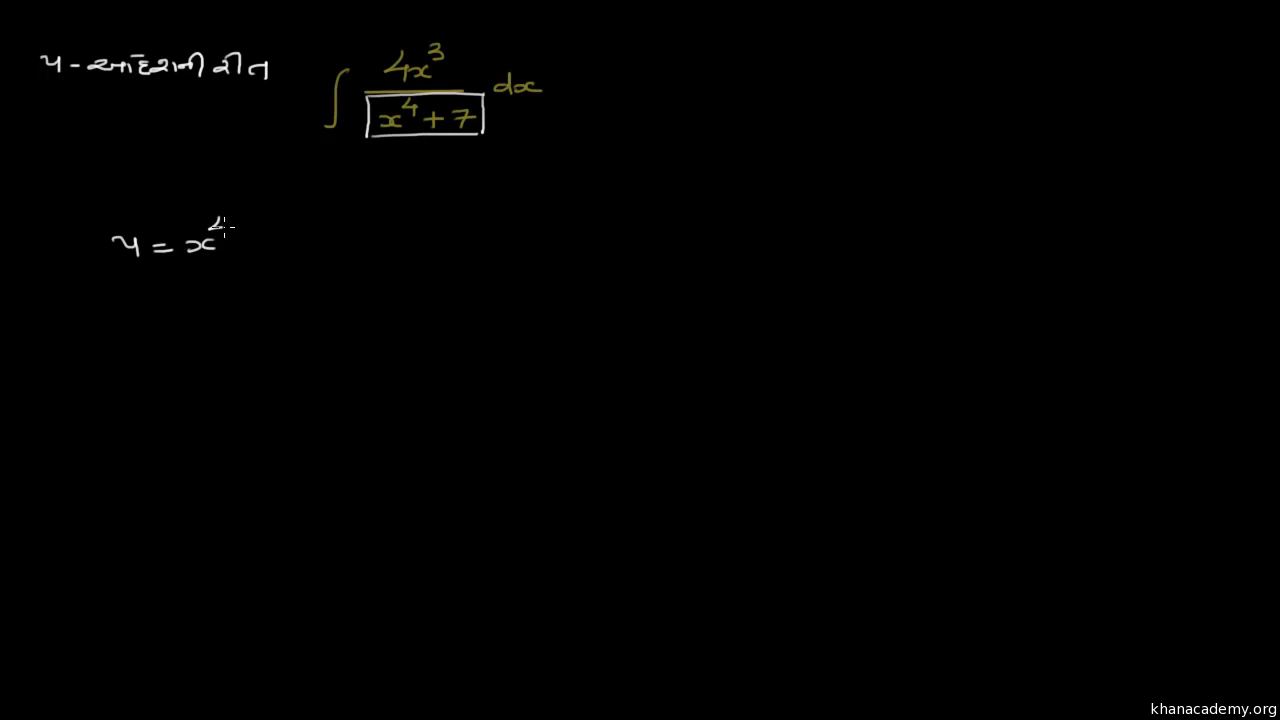 u - આદેશની રીત
∫ 4x³ / x⁴ + 7 dx
u = x⁴
khanacademy.org